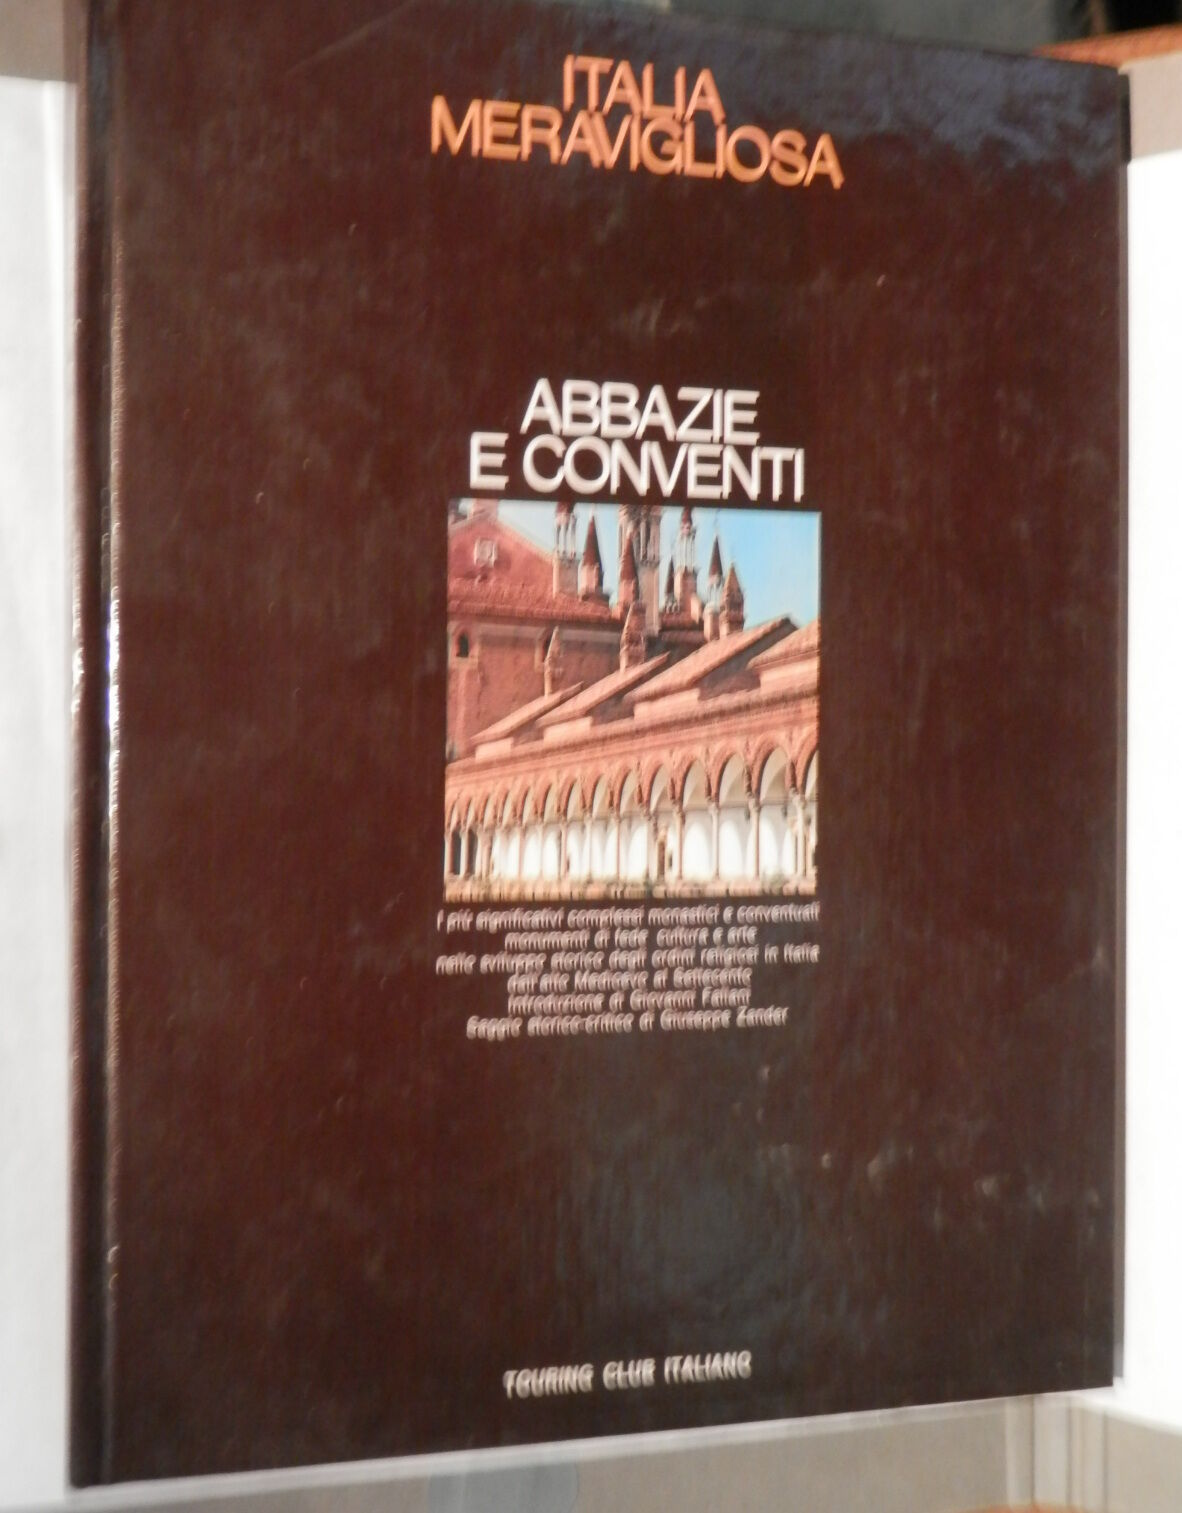 ITALIA
MERAVIGLIOSA
ABBAZIE
E CONVENTI
I più significativi complessi monastici e conventuali
monumenti di fede cultura e arte
nello sviluppo storico degli ordini religiosi in Italia
dall'alto Medioevo al Settecento
Introduzione di Giovanni Fallani
Saggio storico-critico di Giuseppe Zander
TOURING CLUB ITALIANO